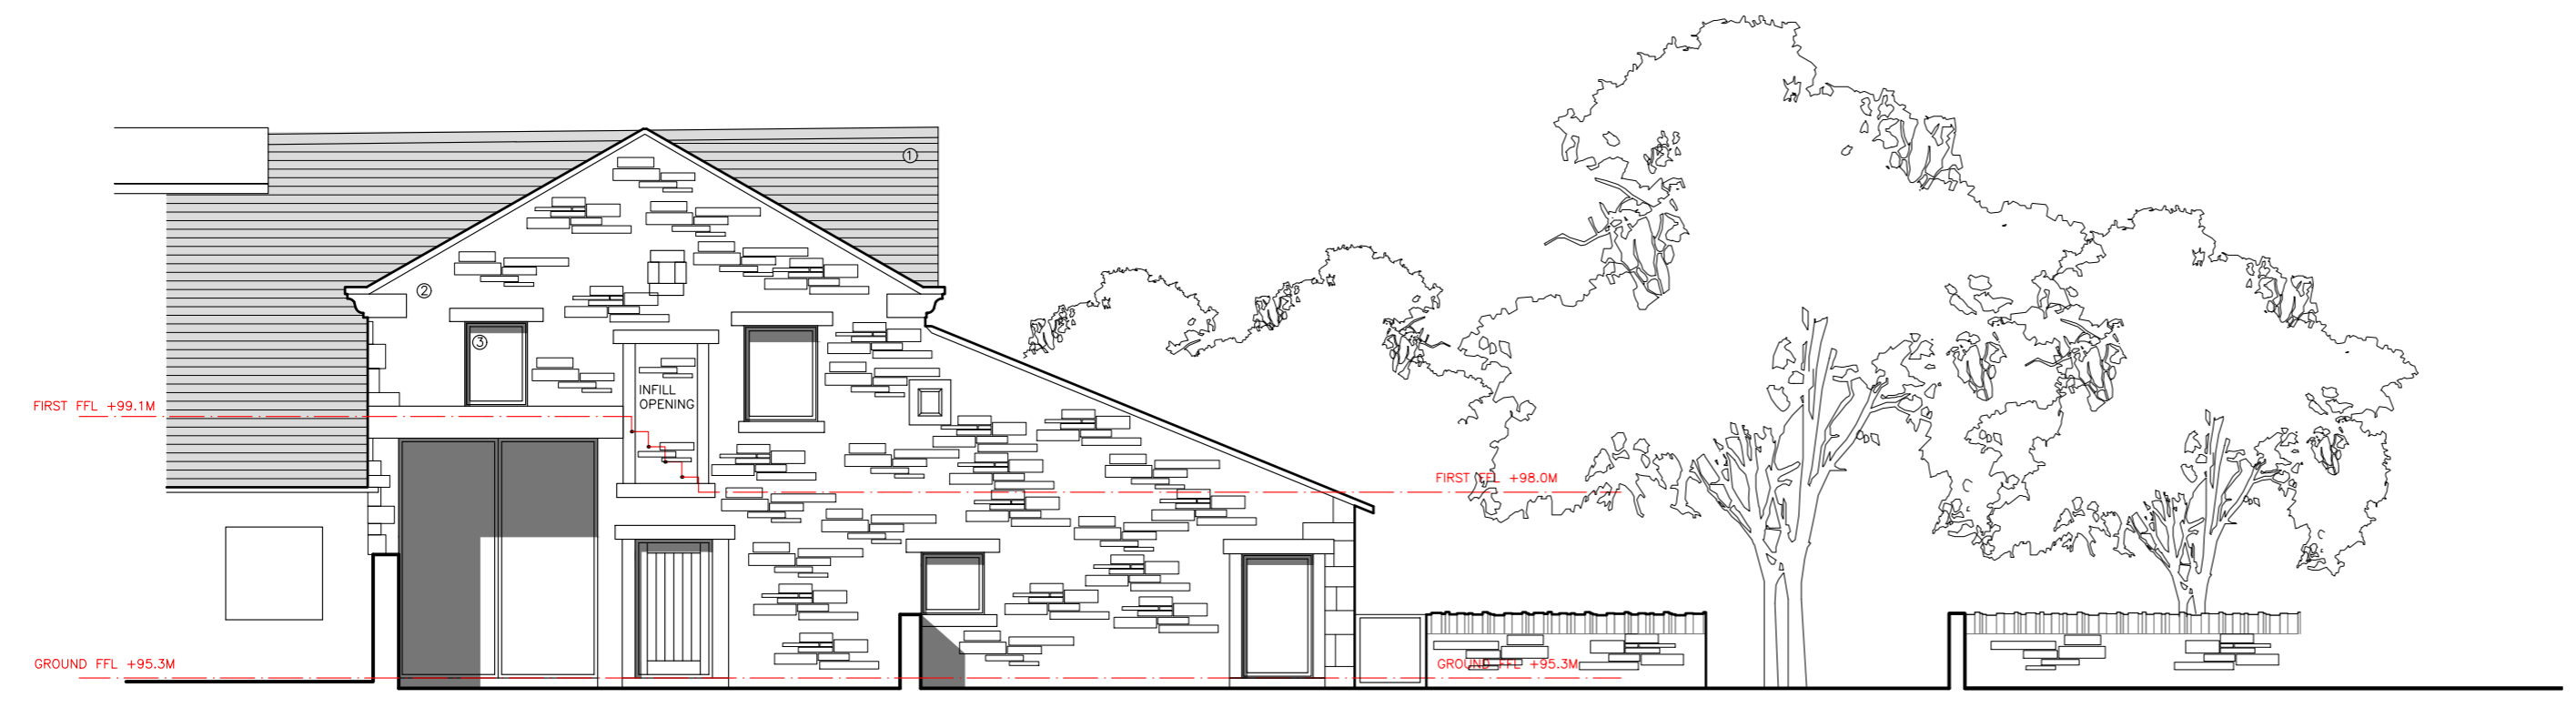 ①
②
③
INFILL
OPENING
FIRST FFL +99.1M
FIRST FFL +98.0M
GROUND FFL +95.3M
GROUND FFL +95.3M